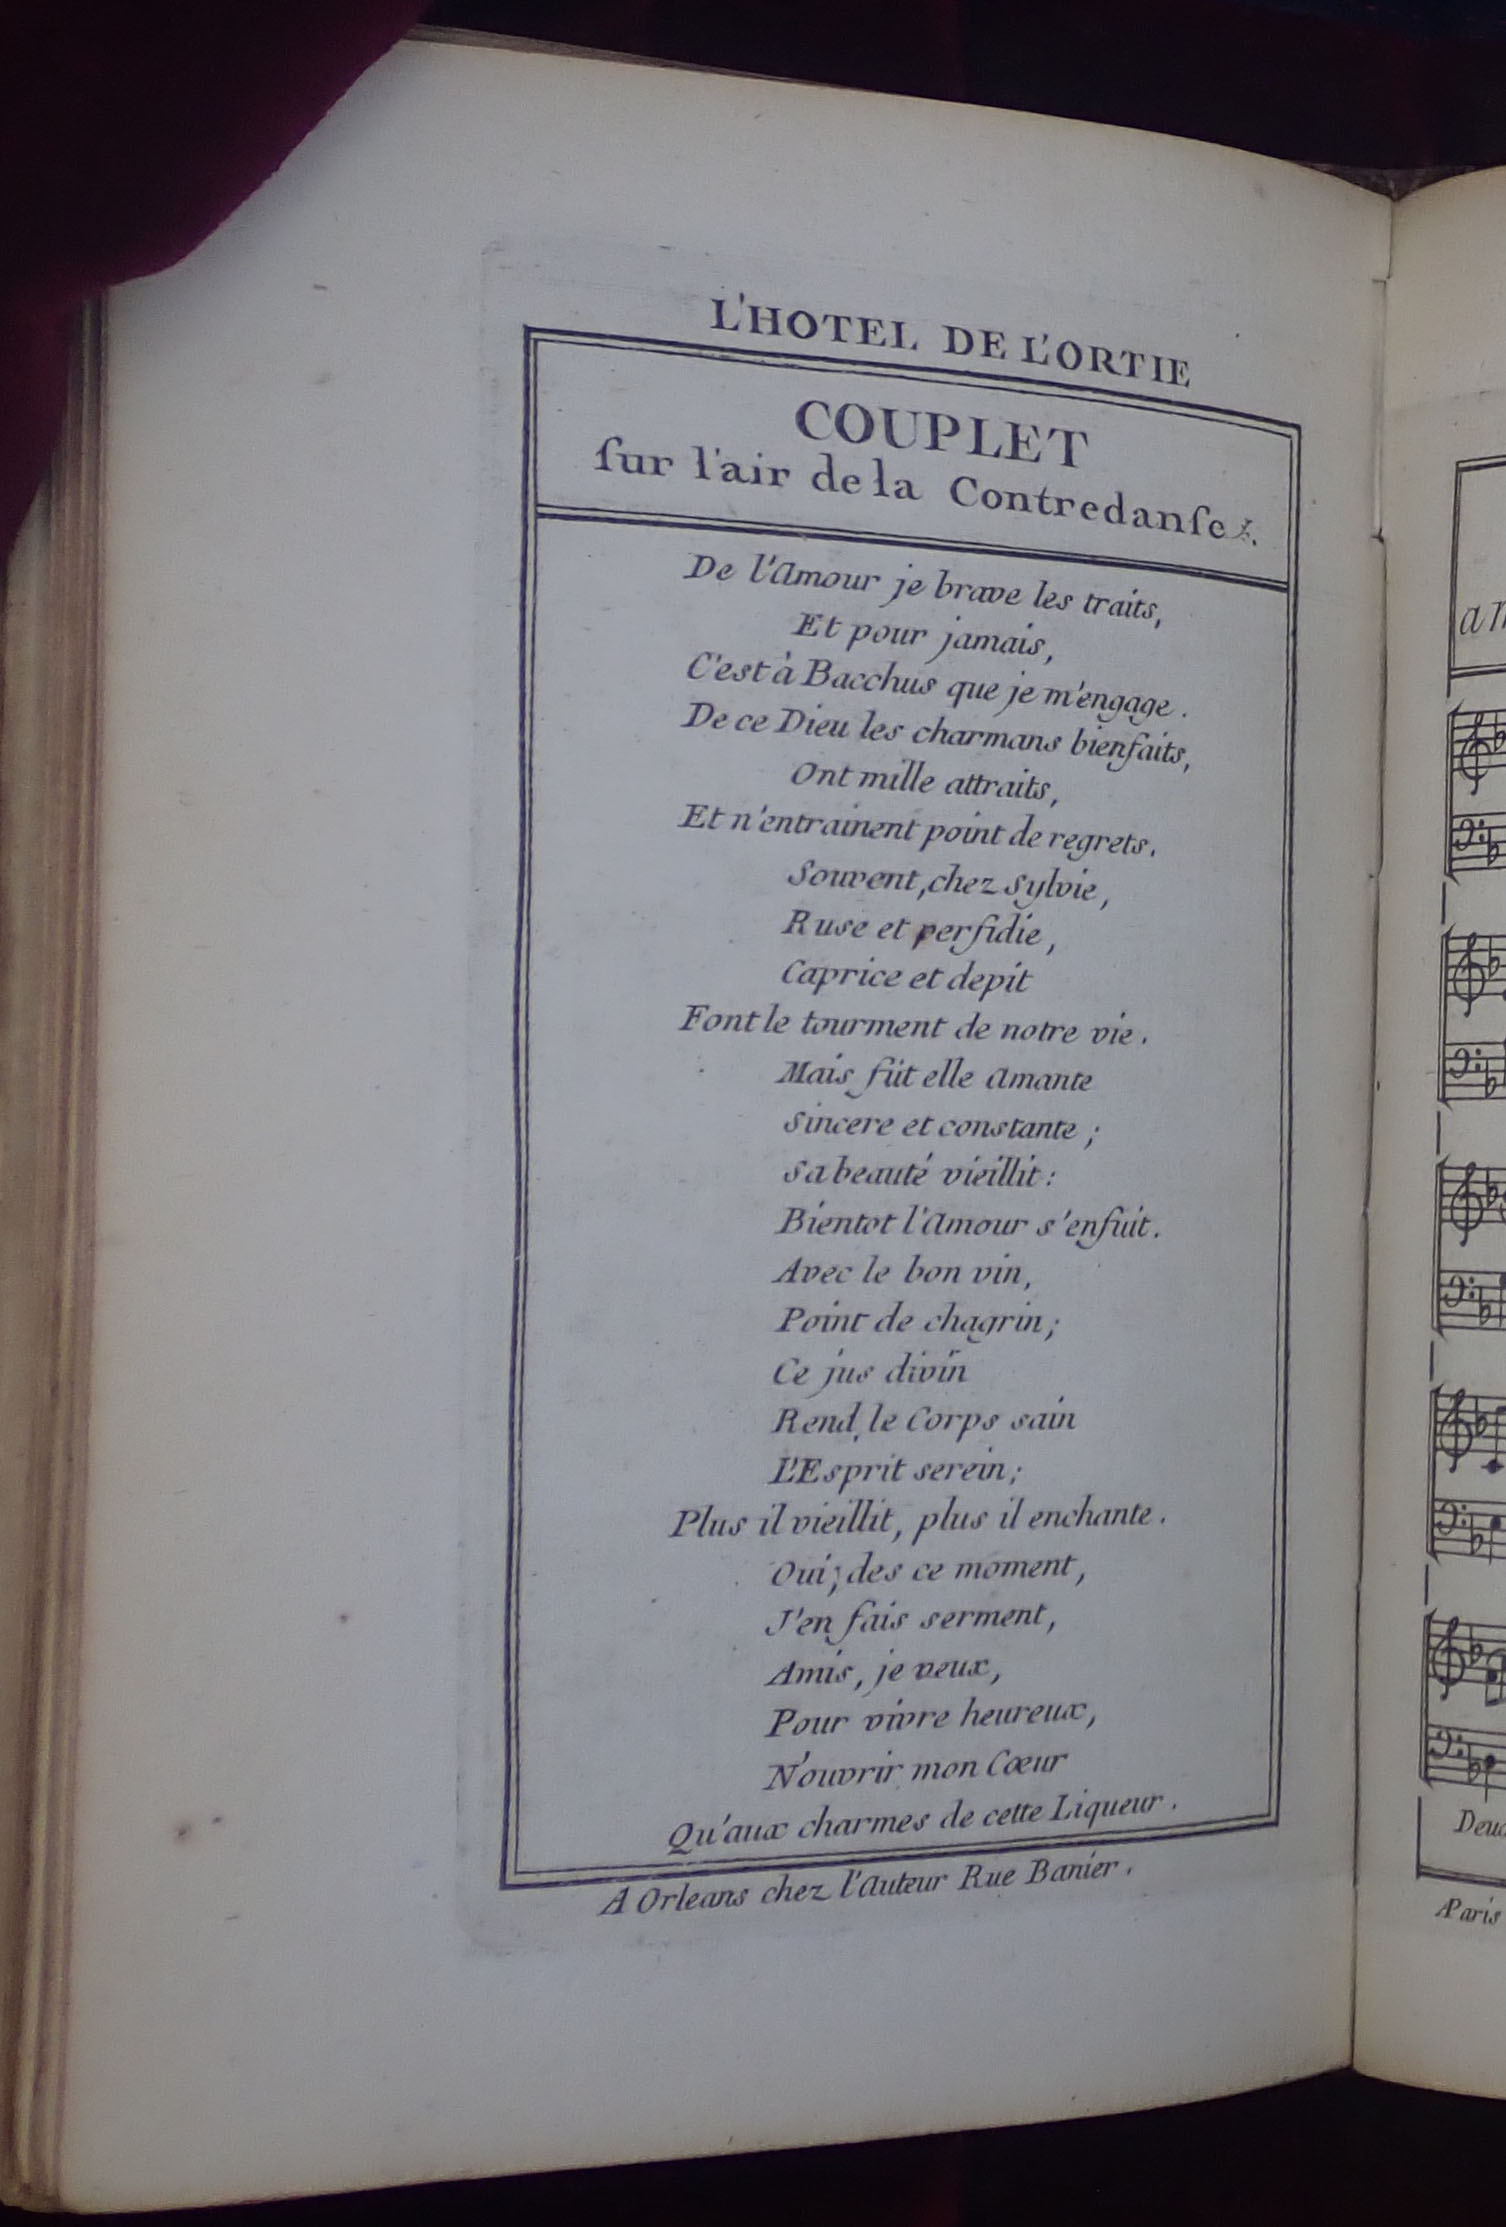 L'HOTEL DE L'ORTIE
COUPLET
ſur l'air de la Contredanſe.
De l'Amour je brave les traits,
Et pour jamais,
C'est à Bacchus que je m'engage.
De ce Dieu les charmans bienfaits,
Ont mille attraits,
Et n'entrainent point de regrets.
Souvent, chez Sylvie,
Ruse et perfidie,
Caprice et depit
Font le tourment de notre vie.
Mais fût elle Amante
Sincere et constante;
Sa beauté vieillit:
Bientot l'Amour s'enfuit.
Avec le bon vin,
Point de chagrin;
Ce jus divin
Rend, le Corps sain
L'Esprit serein;
Plus il vieillit, plus il enchante.
Oui; des ce moment,
J'en fais serment,
Amis, je veux,
Pour vivre heureux,
N'ouvrir mon Cœur
Qu'aux charmes de cette Liqueur.
A Orleans chez l'Auteur Rue Banier.
AParis